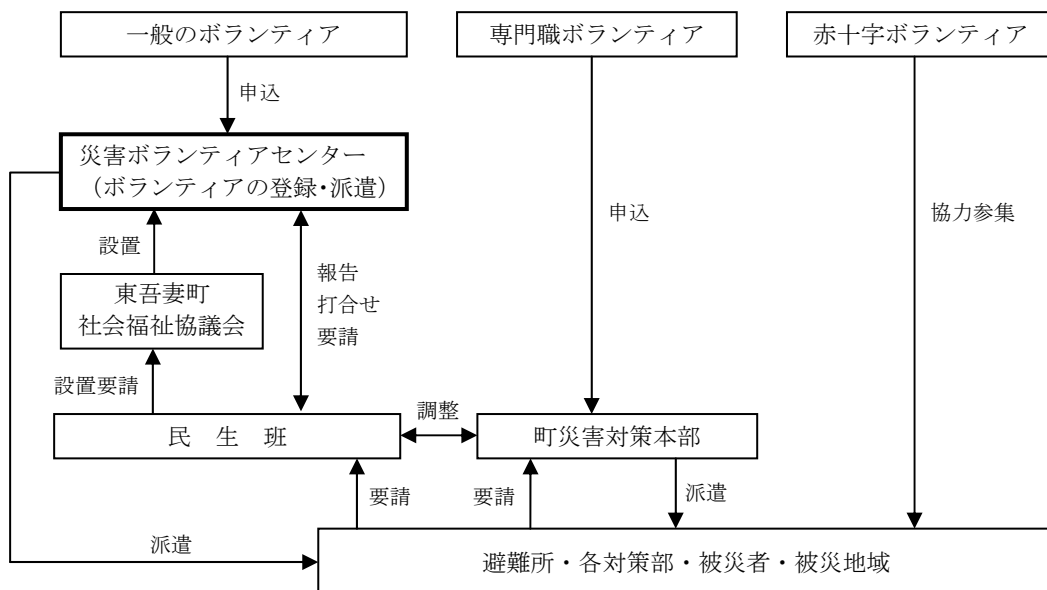 一般のボランティア
専門職ボランティア
赤十字ボランティア
申込
災害ボランティアセンター
（ボランティアの登録･派遣）
設置
報告
打合せ
要請
申込
協力参集
東吾妻町
社会福祉協議会
設置要請
調整
民　生　班
町災害対策本部
要請
要請
派遣
派遣
避難所・各対策部・被災者・被災地域